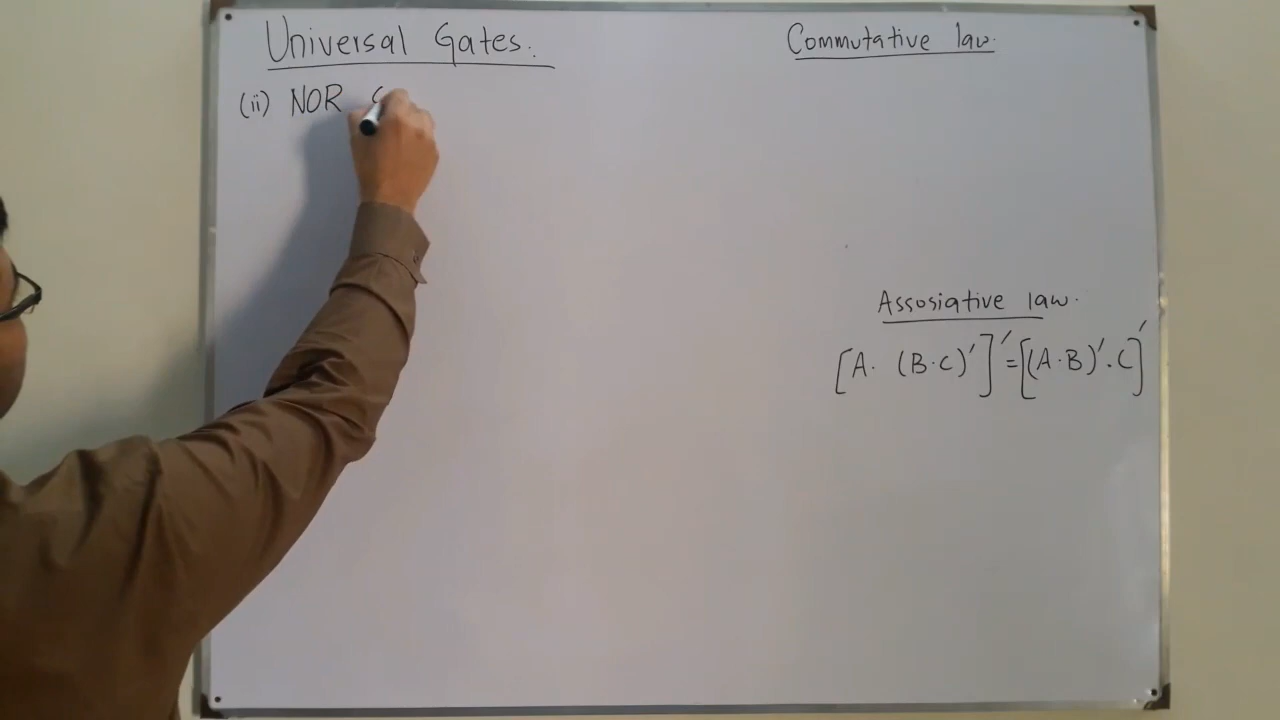 Universal Gates.
(ii) NOR G
Commutative law.
Assosiative law.
[A. (B.C)']'=[(A.B)'.C]'